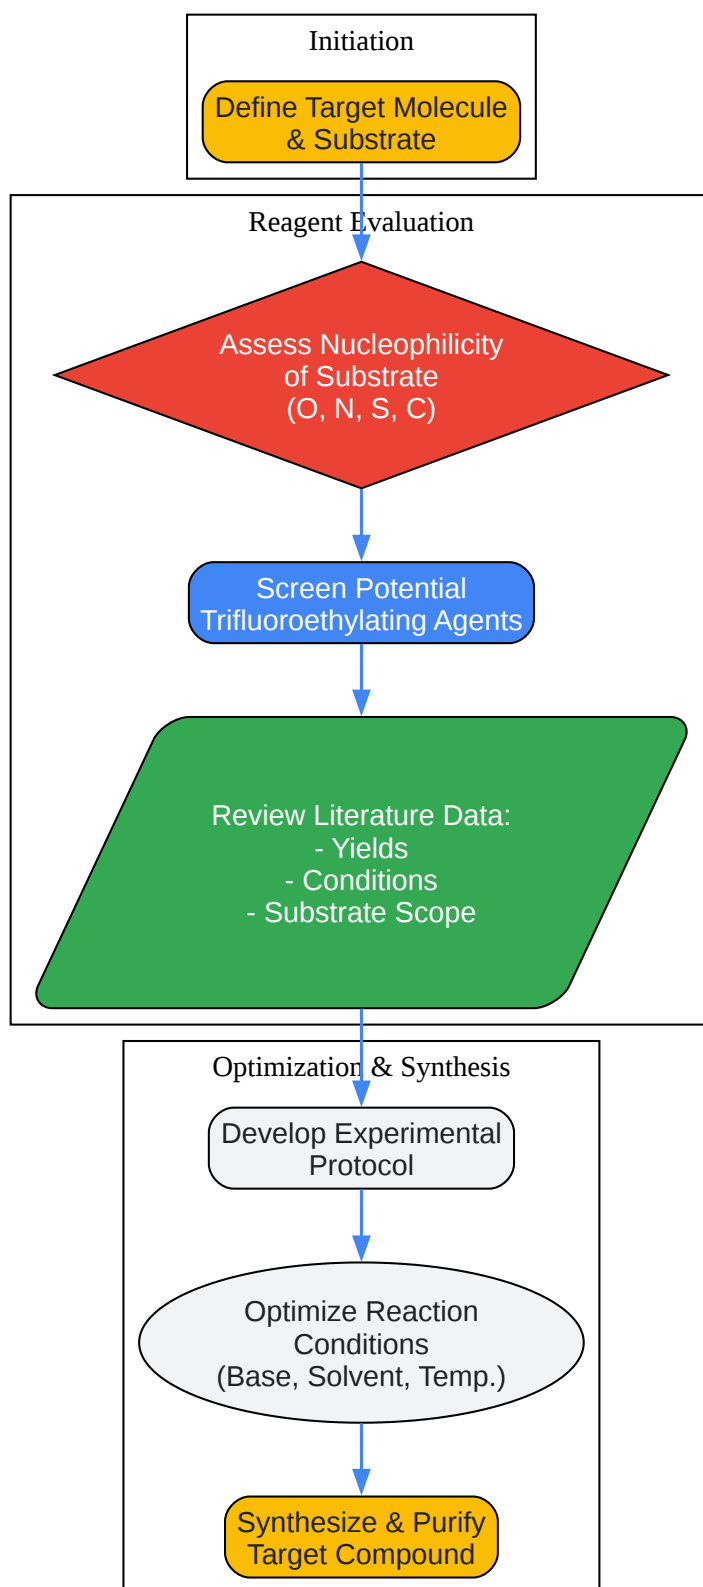 Initiation
Define Target Molecule
& Substrate
Reagent Evaluation
Assess Nucleophilicity
of Substrate
(O, N, S, C)
Screen Potential
Trifluoroethylating Agents
Review Literature Data:
- Yields
- Conditions
- Substrate Scope
Optimization & Synthesis
Develop Experimental
Protocol
Optimize Reaction
Conditions
(Base, Solvent, Temp.)
Synthesize & Purify
Target Compound